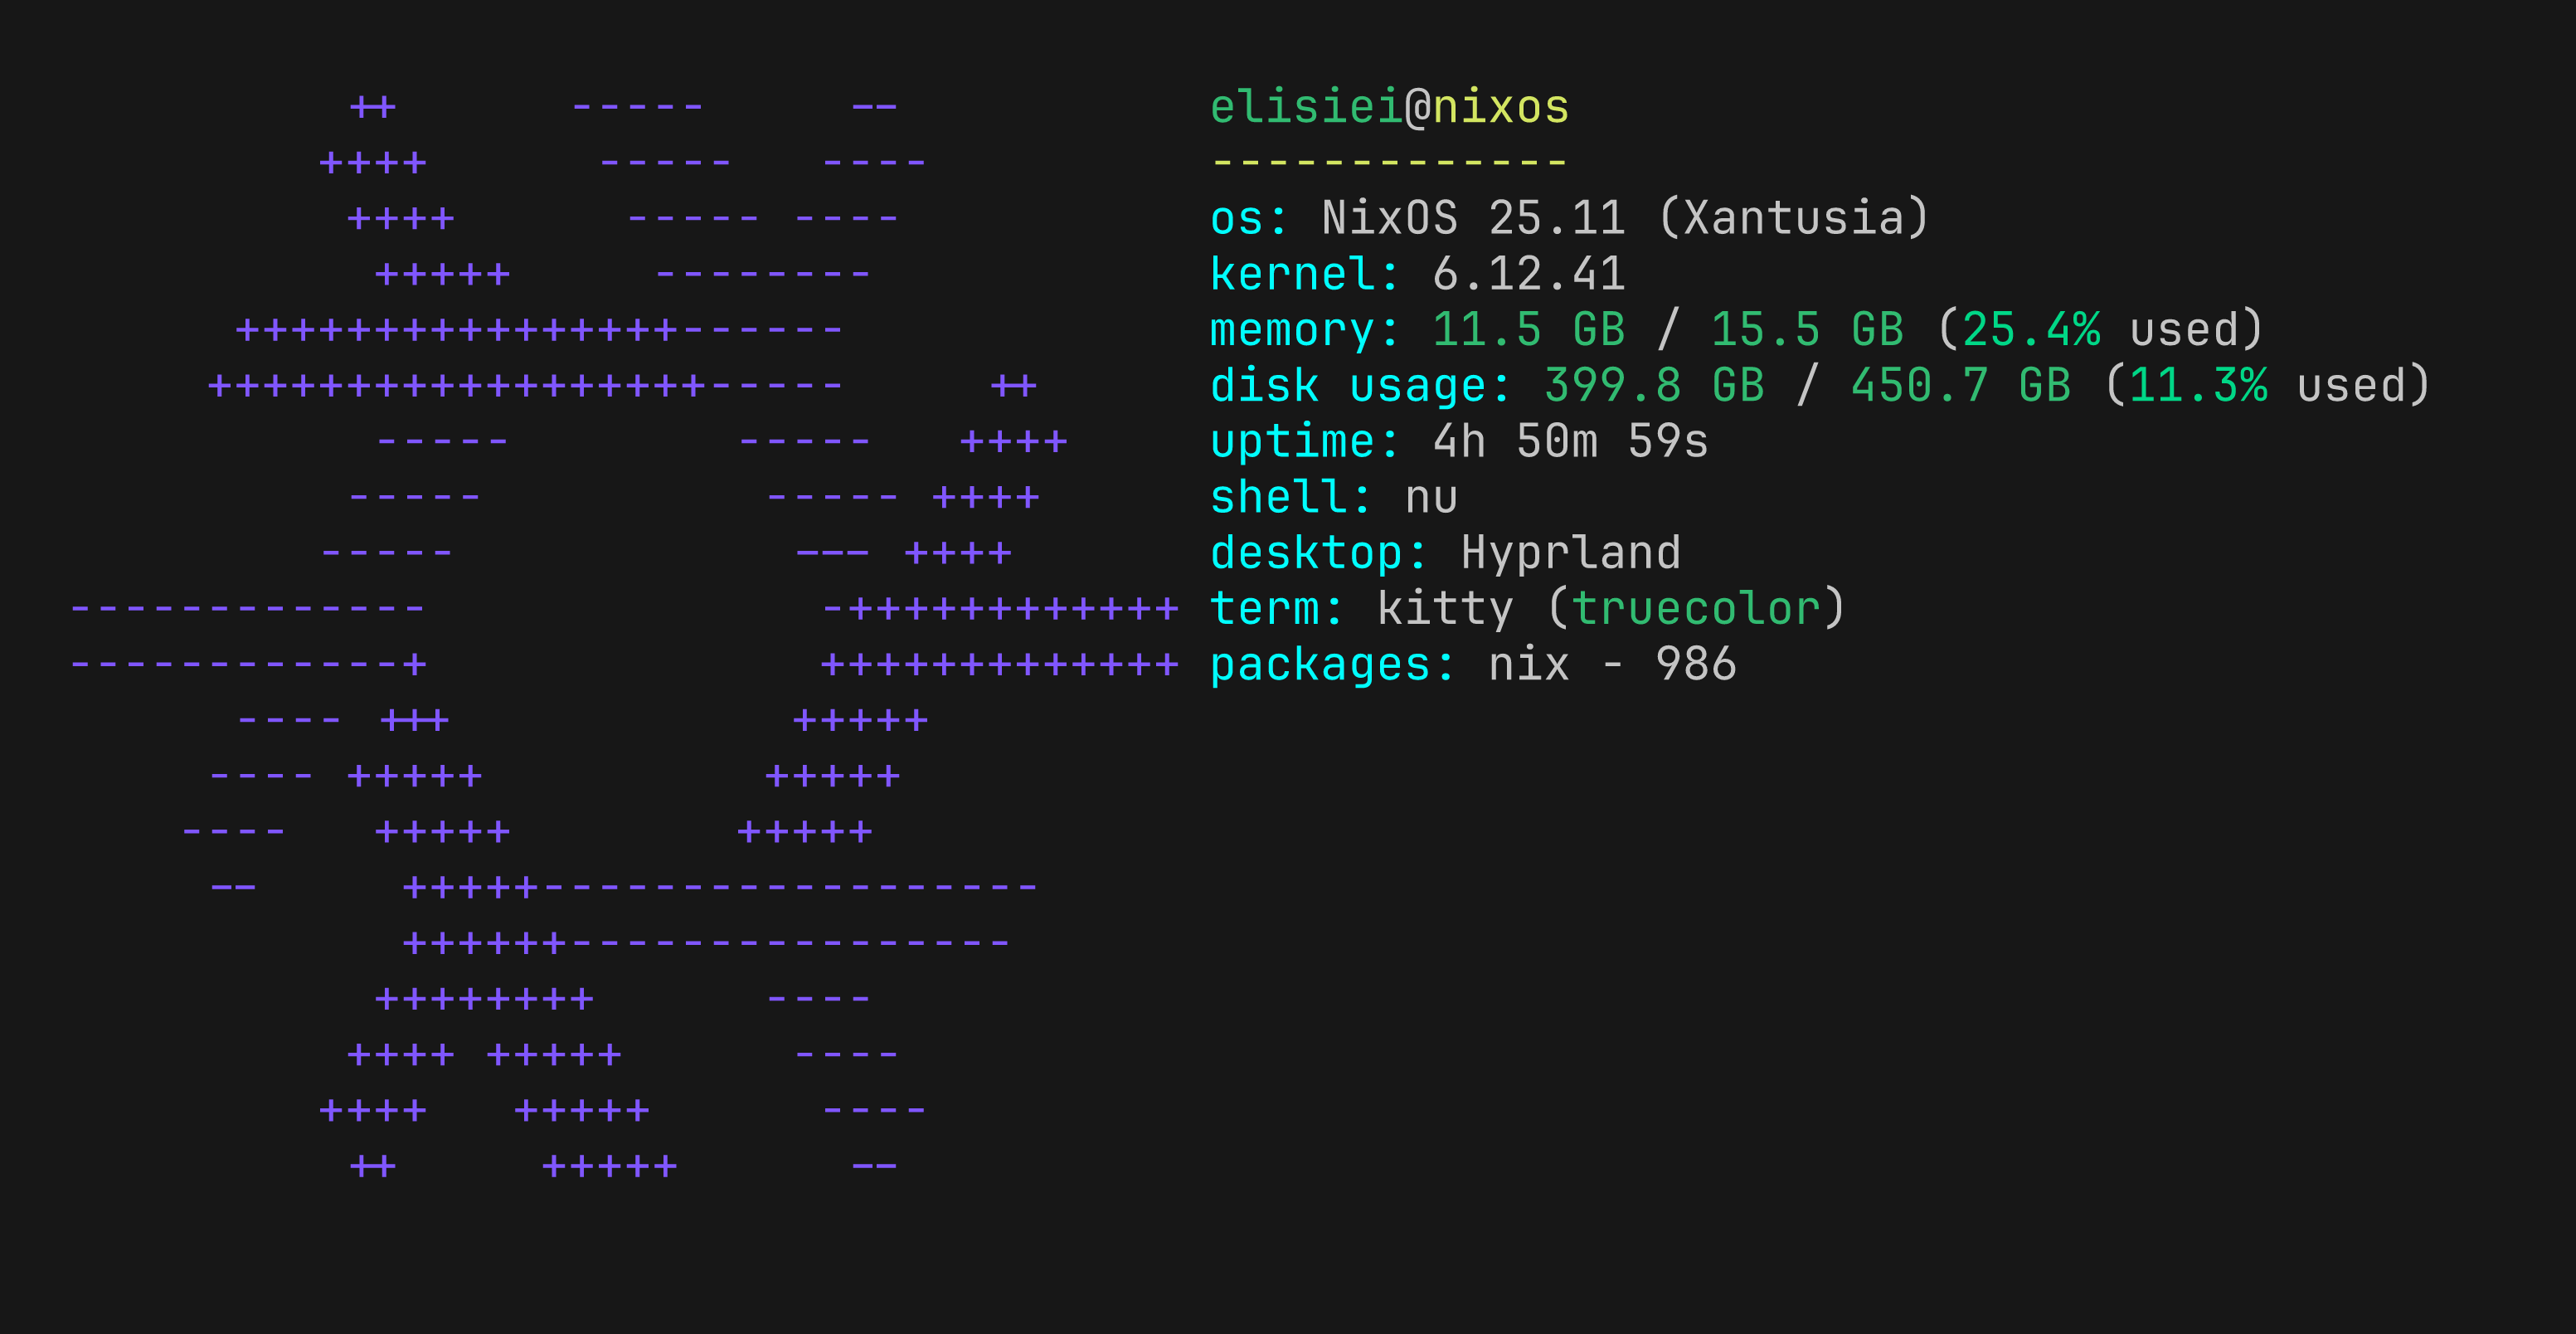 elisiei@nixos
-------------
os: NixOS 25.11 (Xantusia)
kernel: 6.12.41
memory: 11.5 GB / 15.5 GB (25.4% used)
disk usage: 399.8 GB / 450.7 GB (11.3% used)
uptime: 4h 50m 59s
shell: nu
desktop: Hyprland
term: kitty (truecolor)
packages: nix - 986